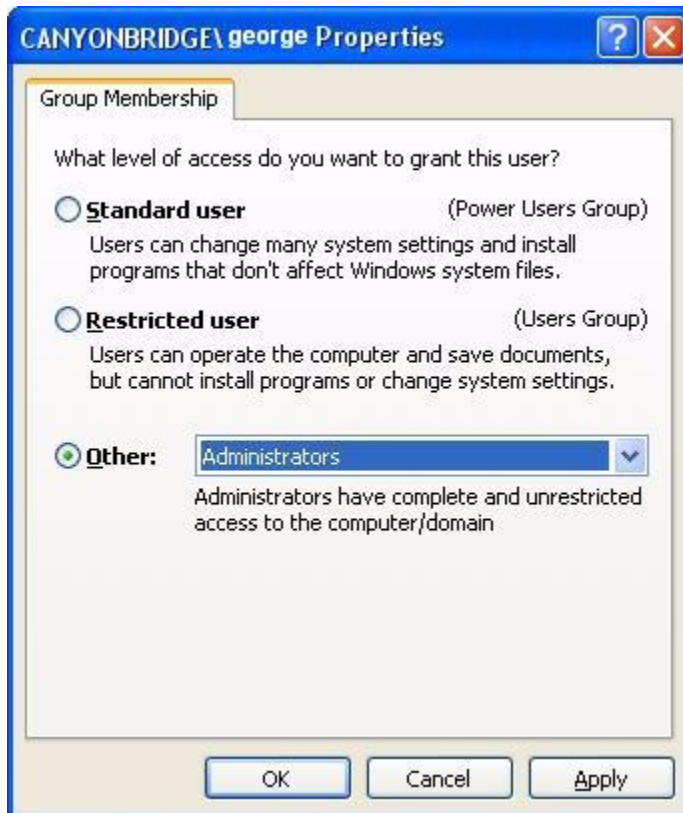 CANYONBRIDGE\george Properties
Group Membership
What level of access do you want to grant this user?
Standard user (Power Users Group)
Users can change many system settings and install
programs that don't affect Windows system files.
Restricted user (Users Group)
Users can operate the computer and save documents,
but cannot install programs or change system settings.
Other: Administrators
Administrators have complete and unrestricted
access to the computer/domain
OK Cancel Apply